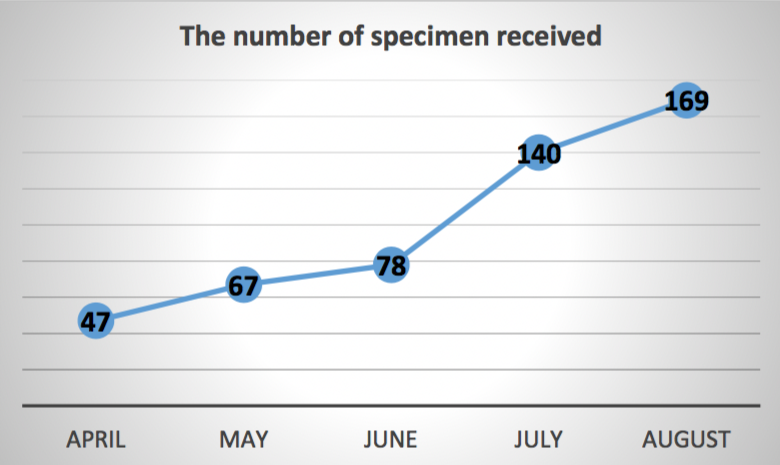 The number of specimen received
169
140
78
67
47
APRIL MAY JUNE JULY AUGUST